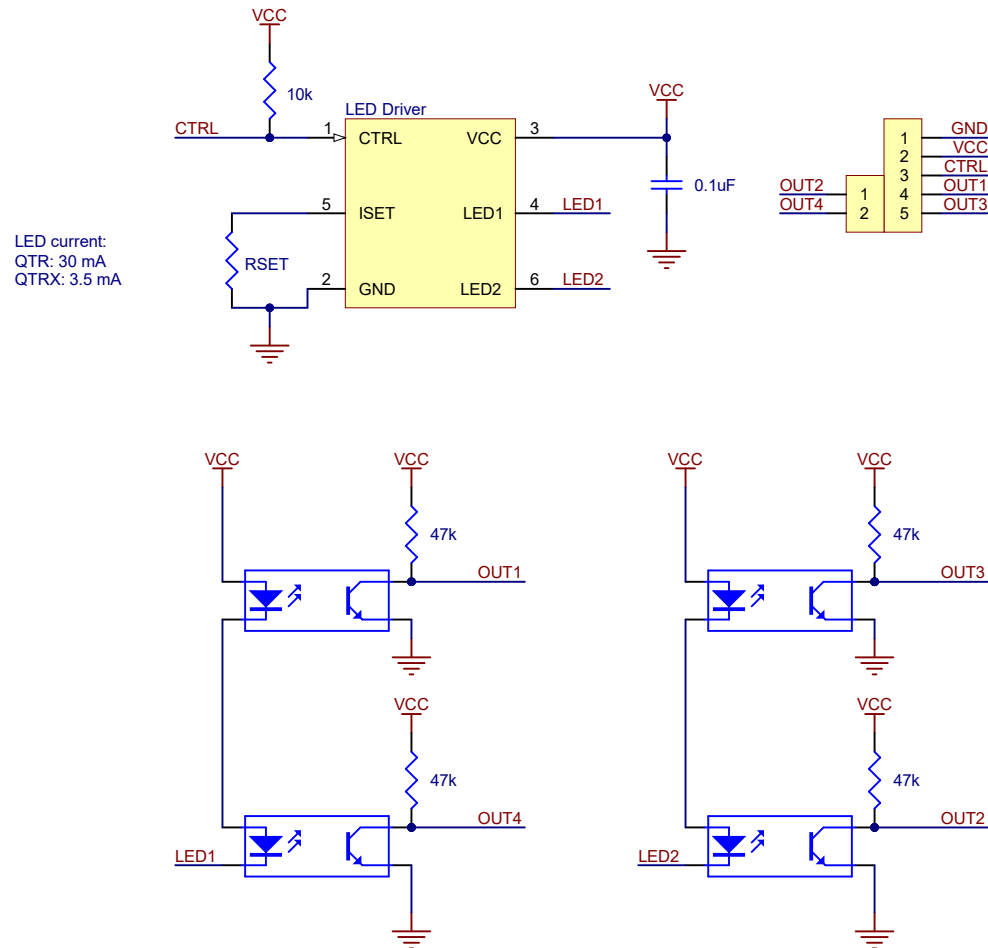 VCC
10k
LED Driver
CTRL
1
CTRL
VCC
3
VCC
0.1uF
5
ISET
LED1
4
LED1
RSET
LED current:
QTR: 30 mA
QTRX: 3.5 mA
2
GND
LED2
6
LED2
1
GND
2
VCC
3
CTRL
OUT2
1
4
OUT1
OUT4
2
5
OUT3
VCC
VCC
47k
OUT1
VCC
47k
OUT4
LED1
VCC
VCC
47k
OUT3
VCC
47k
OUT2
LED2